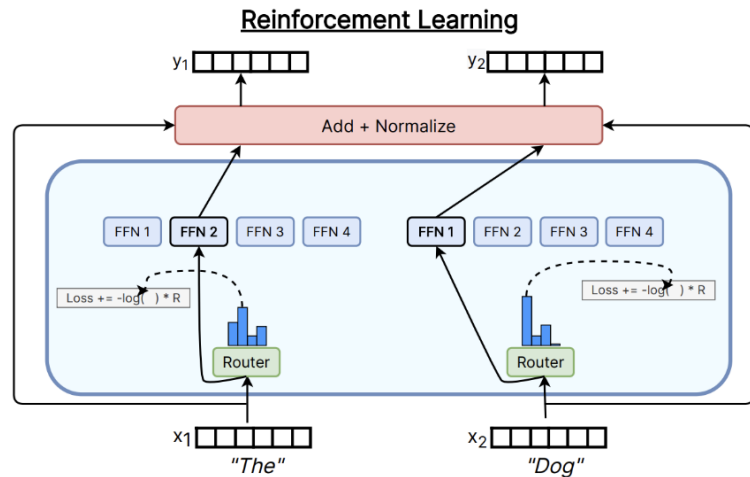 Reinforcement Learning
y1 y2
Add + Normalize
FFN 1 FFN 2 FFN 3 FFN 4 FFN 1 FFN 2 FFN 3 FFN 4
Loss += -log( ) * R Loss += -log( ) * R
Router Router
x1 x2
"The" "Dog"